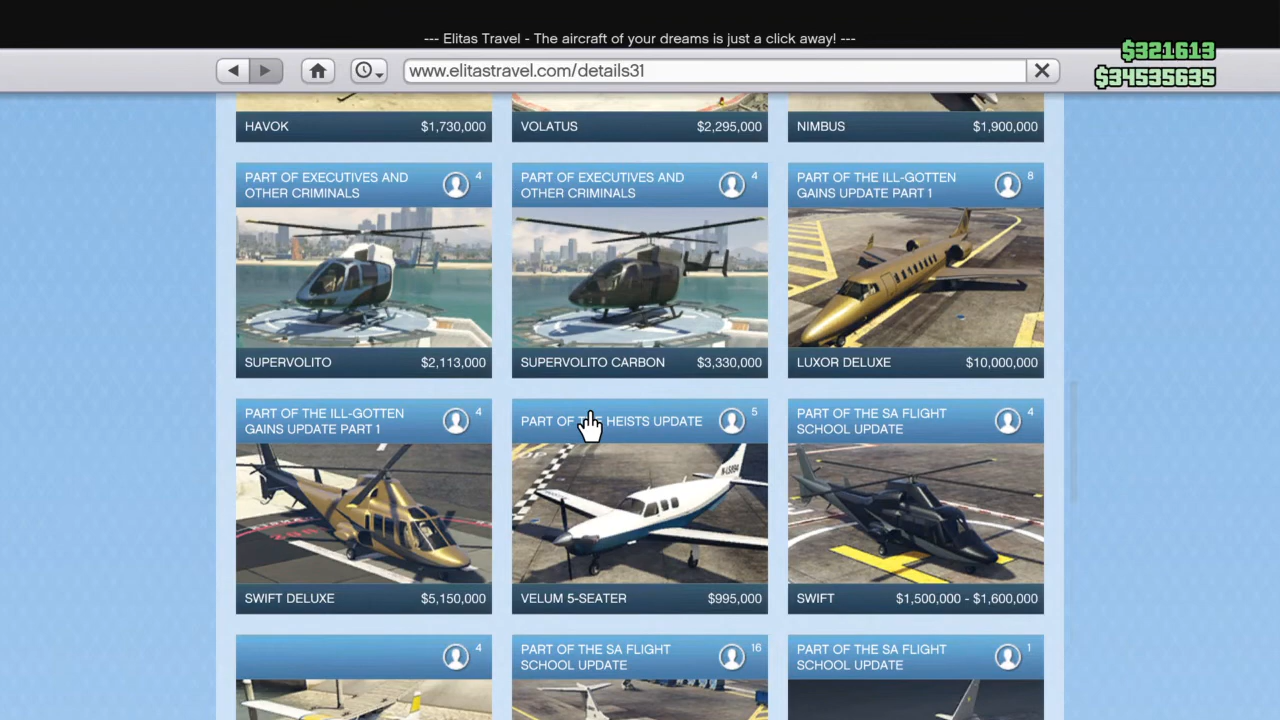 --- Elitas Travel - The aircraft of your dreams is just a click away! ---
$321613
www.elitastravel.com/details31
$34535635
HAVOK $1,730,000
VOLATUS $2,295,000
NIMBUS $1,900,000
PART OF EXECUTIVES AND
OTHER CRIMINALS
4
PART OF EXECUTIVES AND
OTHER CRIMINALS
4
PART OF THE ILL-GOTTEN
GAINS UPDATE PART 1
8
SUPERVOLITO $2,113,000
SUPERVOLITO CARBON $3,330,000
LUXOR DELUXE $10,000,000
PART OF THE ILL-GOTTEN
GAINS UPDATE PART 1
4
PART OF THE HEISTS UPDATE
5
PART OF THE SA FLIGHT
SCHOOL UPDATE
4
SWIFT DELUXE $5,150,000
VELUM 5-SEATER $995,000
SWIFT $1,500,000 - $1,600,000
4
PART OF THE SA FLIGHT
SCHOOL UPDATE
16
PART OF THE SA FLIGHT
SCHOOL UPDATE
1